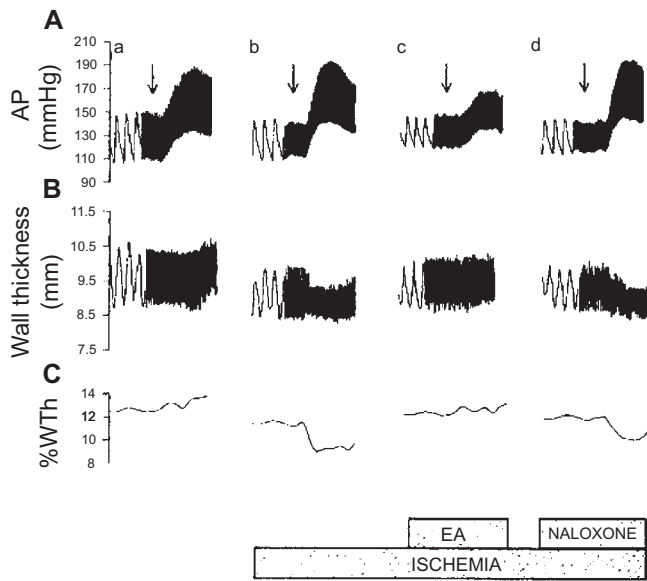 A
AP
(mmHg)
210
190
170
150
130
110
90
a
b
c
d
B
Wall thickness
(mm)
11.5
10.5
9.5
8.5
7.5
C
%WTh
14
12
10
8
EA
NALOXONE
ISCHEMIA